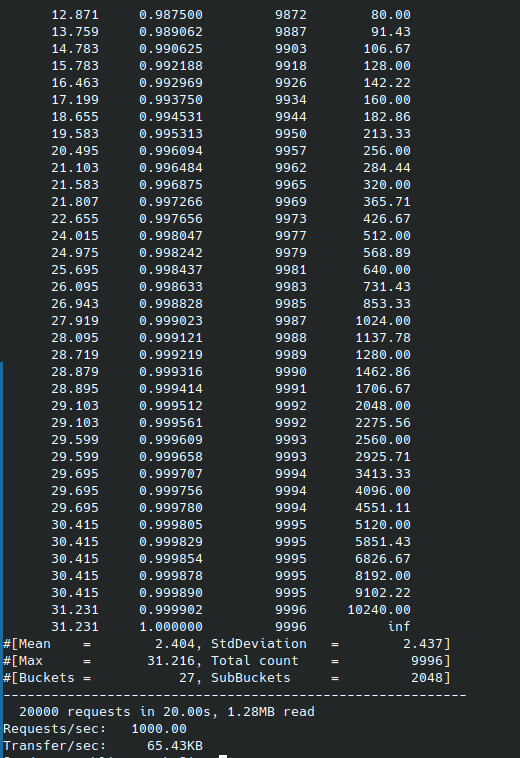 12.871 0.987500 9872 80.00
13.759 0.989062 9887 91.43
14.783 0.990625 9903 106.67
15.783 0.992188 9918 128.00
16.463 0.992969 9926 142.22
17.199 0.993750 9934 160.00
18.655 0.994531 9944 182.86
19.583 0.995313 9950 213.33
20.495 0.996094 9957 256.00
21.103 0.996484 9962 284.44
21.583 0.996875 9965 320.00
21.807 0.997266 9969 365.71
22.655 0.997656 9973 426.67
24.015 0.998047 9977 512.00
24.975 0.998242 9979 568.89
25.695 0.998437 9981 640.00
26.095 0.998633 9983 731.43
26.943 0.998828 9985 853.33
27.919 0.999023 9987 1024.00
28.095 0.999121 9988 1137.78
28.719 0.999219 9989 1280.00
28.879 0.999316 9990 1462.86
28.895 0.999414 9991 1706.67
29.103 0.999512 9992 2048.00
29.103 0.999561 9992 2275.56
29.599 0.999609 9993 2560.00
29.599 0.999658 9993 2925.71
29.695 0.999707 9994 3413.33
29.695 0.999756 9994 4096.00
29.695 0.999780 9994 4551.11
30.415 0.999805 9995 5120.00
30.415 0.999829 9995 5851.43
30.415 0.999854 9995 6826.67
30.415 0.999878 9995 8192.00
30.415 0.999890 9995 9102.22
31.231 0.999902 9996 10240.00
31.231 1.000000 9996 inf
#[Mean = 2.404, StdDeviation = 2.437]
#[Max = 31.216, Total count = 9996]
#[Buckets = 27, SubBuckets = 2048]
----------------------------------------------------------
20000 requests in 20.00s, 1.28MB read
Requests/sec: 1000.00
Transfer/sec: 65.43KB